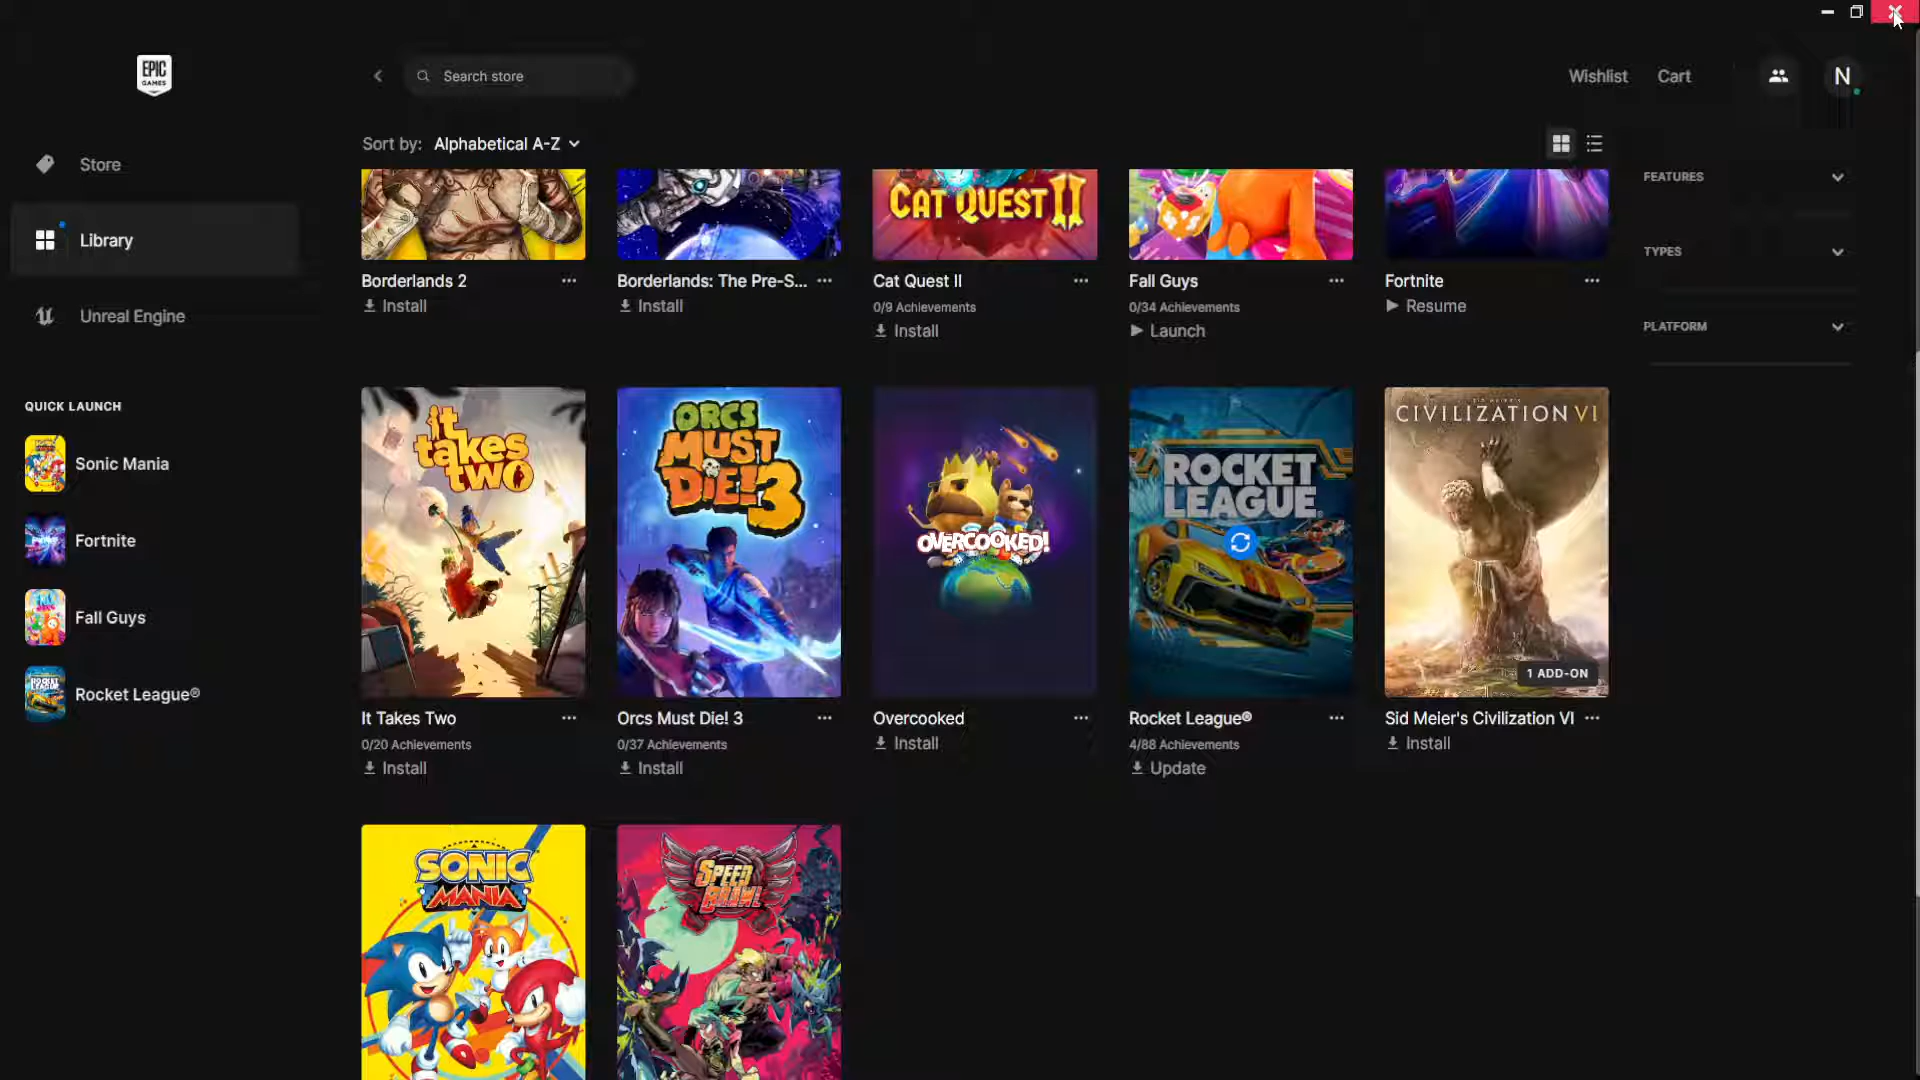 EPIC
GAMES
Search store
Wishlist
Cart
N
Store
Library
Unreal Engine
QUICK LAUNCH
Sonic Mania
Fortnite
Fall Guys
Rocket League®
Sort by: Alphabetical A-Z
FEATURES
TYPES
PLATFORM
CAT QUEST II
Borderlands 2
Install
Borderlands: The Pre-S...
Install
Cat Quest II
0/9 Achievements
Install
Fall Guys
0/34 Achievements
Launch
Fortnite
Resume
it
takes
two
ORCS
MUST
DIE! 3
OVERCOOKED!
ROCKET
LEAGUE
SID MEIER'S
CIVILIZATION VI
1 ADD-ON
It Takes Two
0/20 Achievements
Install
Orcs Must Die! 3
0/37 Achievements
Install
Overcooked
Install
Rocket League®
4/88 Achievements
Update
Sid Meier's Civilization VI
Install
SONIC
MANIA
SPEED
BRAWL